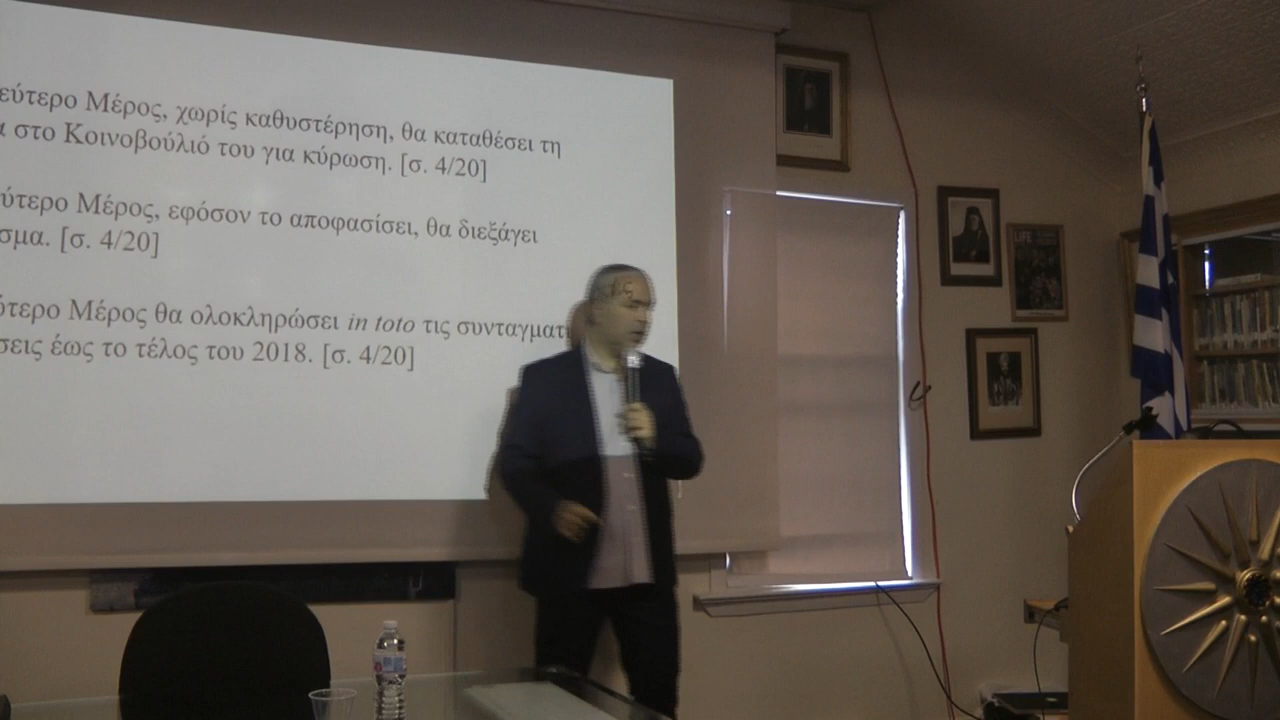 εύτερο Μέρος, χωρίς καθυστέρηση, θα καταθέσει τη
α στο Κοινοβούλιό του για κύρωση. [σ. 4/20]
ύτερο Μέρος, εφόσον το αποφασίσει, θα διεξάγει
σμα. [σ. 4/20]
ύτερο Μέρος θα ολοκληρώσει in toto τις συνταγματι
σεις έως το τέλος του 2018. [σ. 4/20]
LIFE